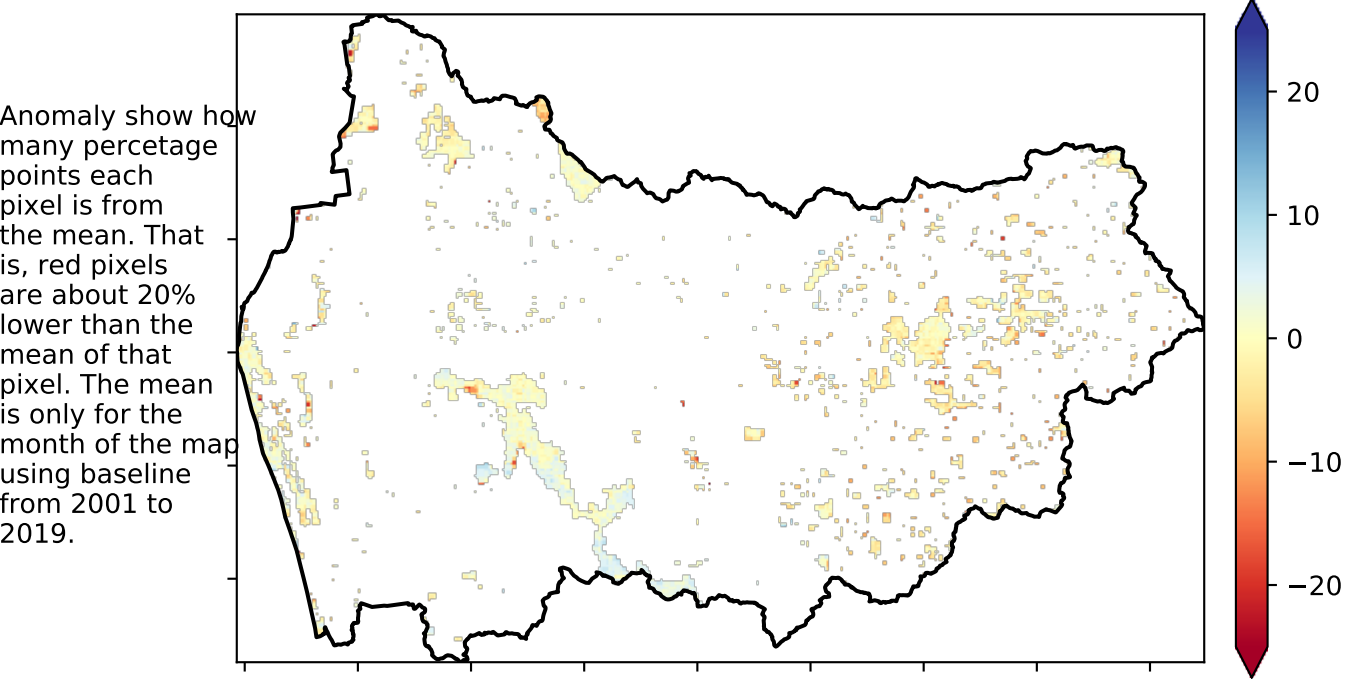 Anomaly show how
many percetage
points each
pixel is from
the mean. That
is, red pixels
are about 20%
lower than the
mean of that
pixel. The mean
is only for the
month of the map
using baseline
from 2001 to
2019.
20
10
0
−10
−20